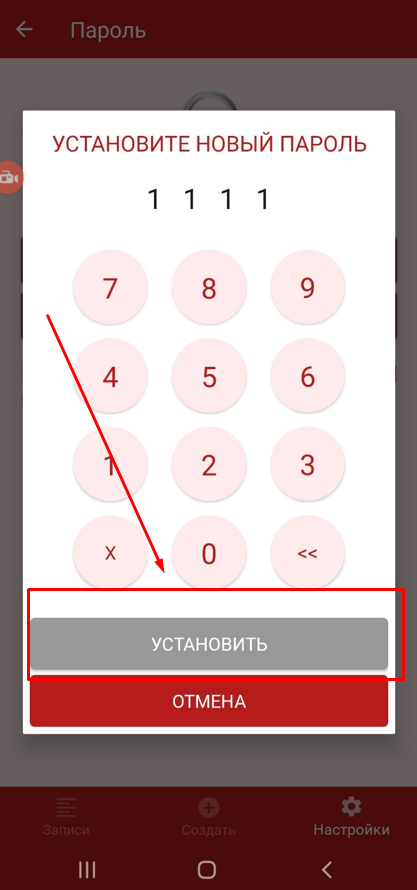 Пароль
УСТАНОВИТЕ НОВЫЙ ПАРОЛЬ
1 1 1 1
7 8 9
4 5 6
1 2 3
X 0 <<
УСТАНОВИТЬ
ОТМЕНА
Записи Создать Настройки